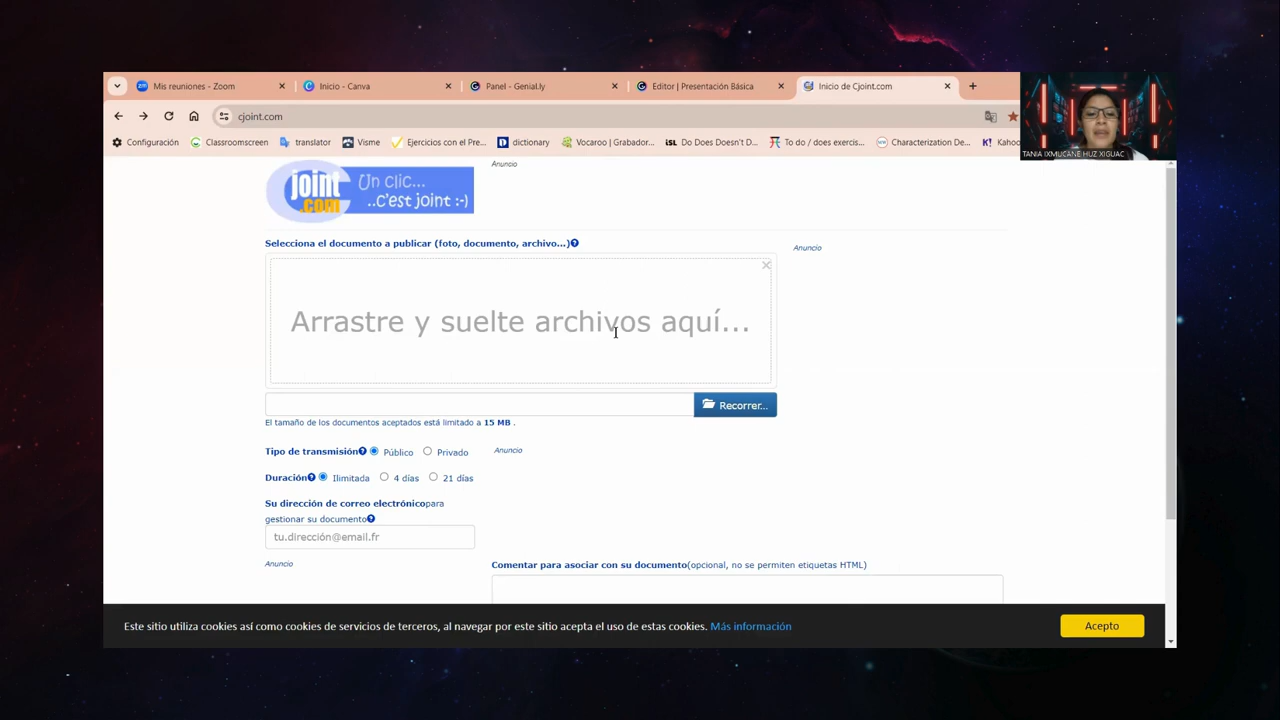 Mis reuniones - Zoom
Inicio - Canva
Panel - Genial.ly
Editor | Presentación Básica
Inicio de Cjoint.com
cjoint.com
Configuración
Classroomscreen
translator
Visme
Ejercicios con el Pre...
dictionary
Vocaroo | Grabador...
iSL Do Does Doesn't D...
To do / does exercis...
Characterization De...
K! Kahoo
TANIA IXMUCANE HUZ XIGUAC
Anuncio
joint
.COM
Un clic...
..c'est joint :-)
Selecciona el documento a publicar (foto, documento, archivo...)
Anuncio
Arrastre y suelte archivos aquí...
Recorrer...
El tamaño de los documentos aceptados está limitado a 15 MB .
Tipo de transmisión Público Privado
Anuncio
Duración Ilimitada 4 días 21 días
Su dirección de correo electrónicopara
gestionar su documento
tu.dirección@email.fr
Anuncio
Comentar para asociar con su documento(opcional, no se permiten etiquetas HTML)
Este sitio utiliza cookies así como cookies de servicios de terceros, al navegar por este sitio acepta el uso de estas cookies. Más información
Acepto